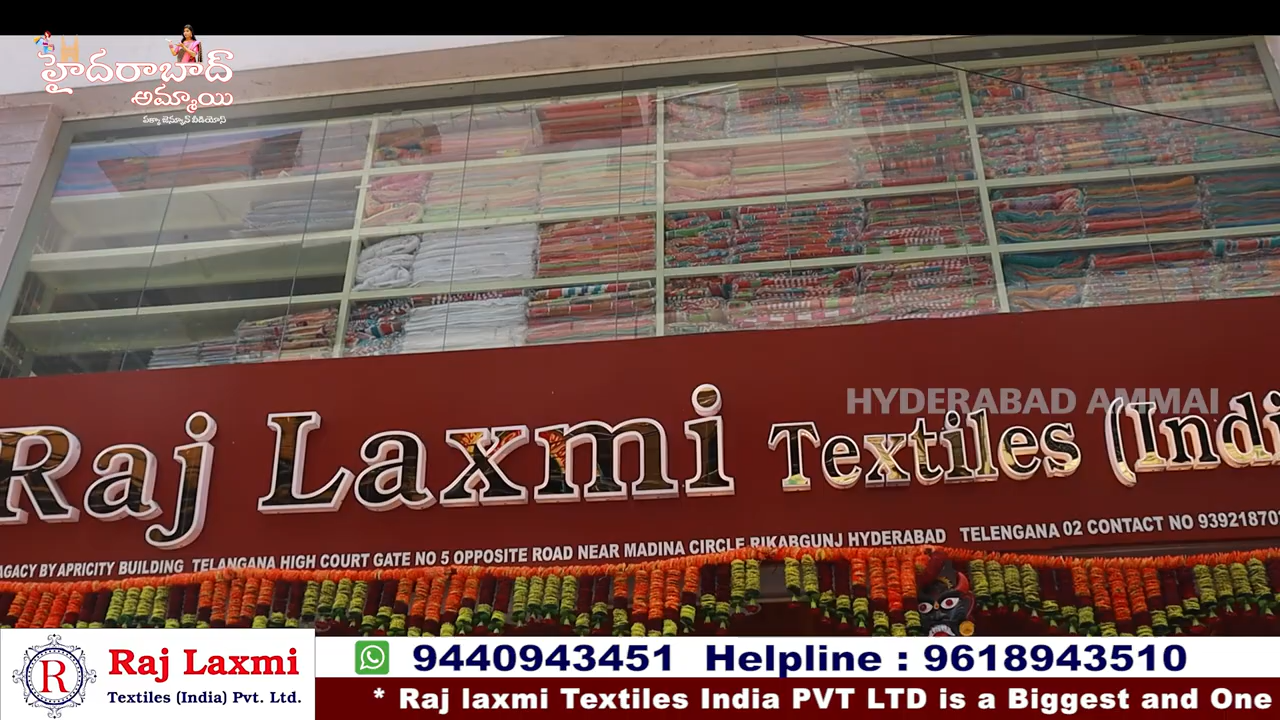 హైదరాబాద్
అమ్మాయి
పక్కా జెన్యూన్ వీడియోస్
HYDERABAD AMMAI
Raj Laxmi Textiles (Indi
AGACY BY APRICITY BUILDING TELANGANA HIGH COURT GATE NO 5 OPPOSITE ROAD NEAR MADINA CIRCLE RIKABGUNJ HYDERABAD TELENGANA 02 CONTACT NO 93921870
R
Raj Laxmi
Textiles (India) Pvt. Ltd.
9440943451 Helpline : 9618943510
* Raj laxmi Textiles India PVT LTD is a Biggest and One